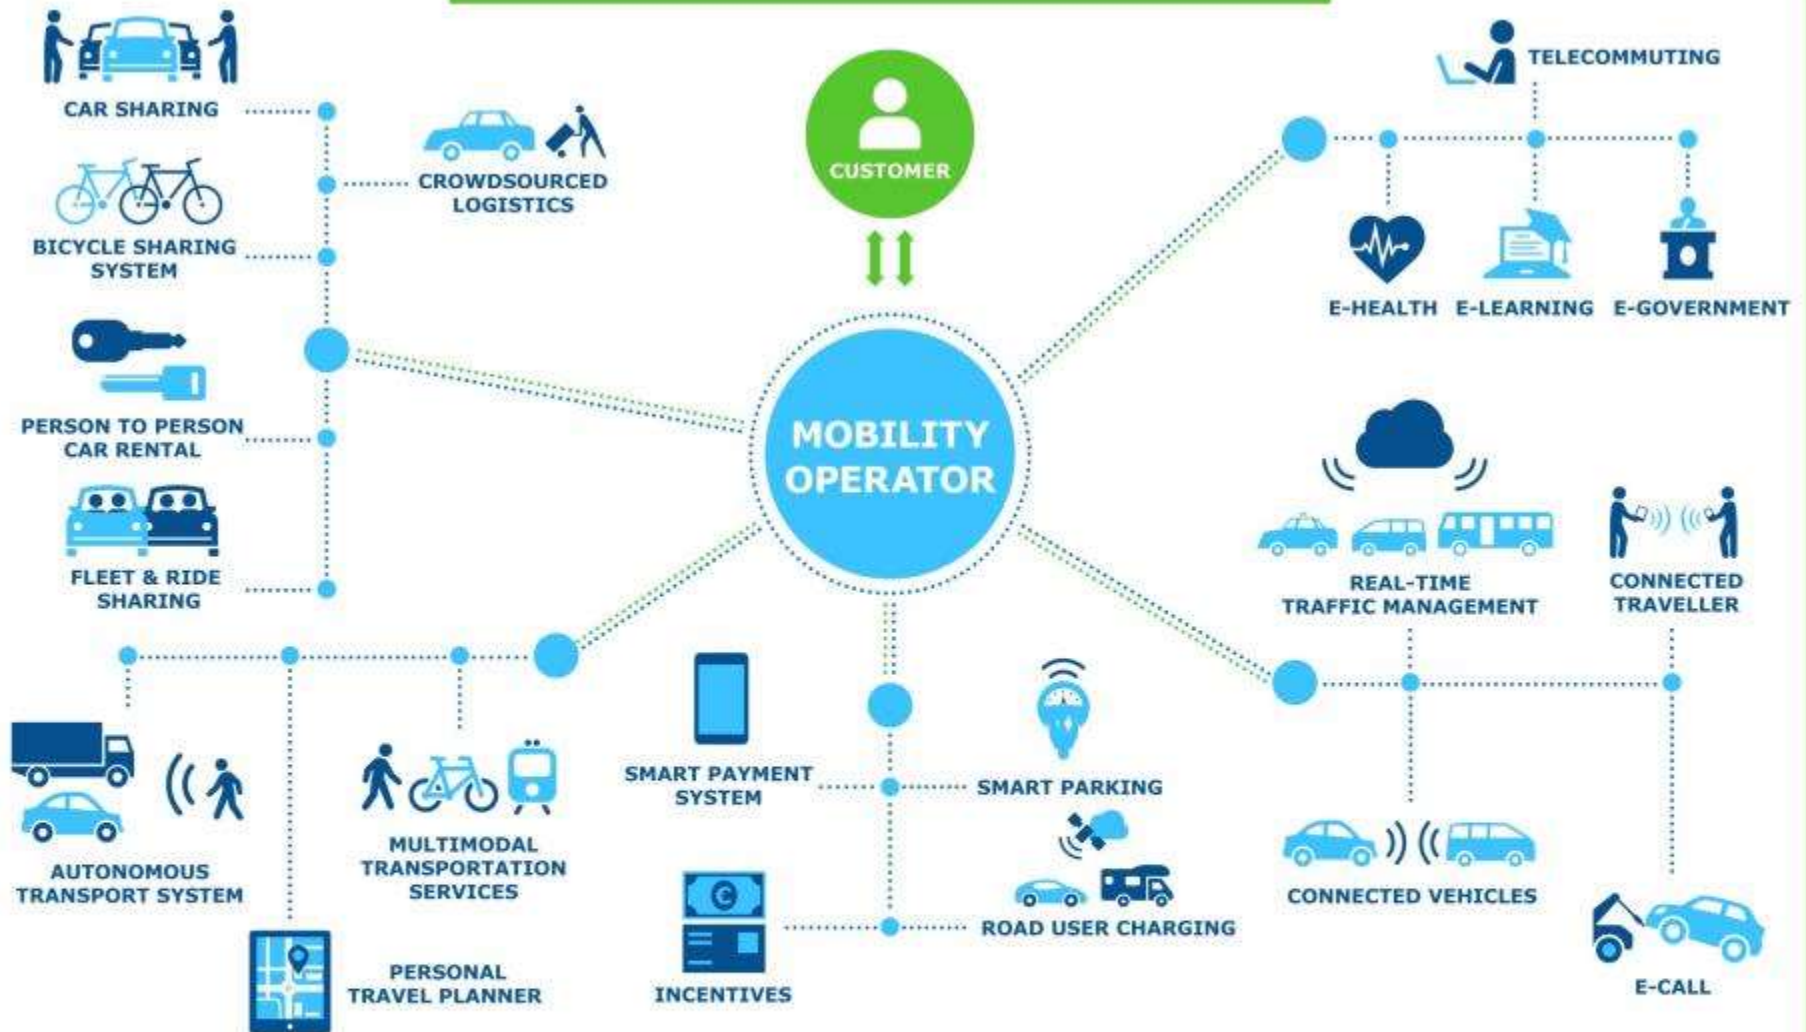 CAR SHARING
CROWDSOURCED
LOGISTICS
BICYCLE SHARING
SYSTEM
PERSON TO PERSON
CAR RENTAL
FLEET & RIDE
SHARING
CUSTOMER
MOBILITY
OPERATOR
TELECOMMUTING
E-HEALTH
E-LEARNING
E-GOVERNMENT
REAL-TIME
TRAFFIC MANAGEMENT
CONNECTED
TRAVELLER
CONNECTED VEHICLES
E-CALL
AUTONOMOUS
TRANSPORT SYSTEM
MULTIMODAL
TRANSPORTATION
SERVICES
PERSONAL
TRAVEL PLANNER
SMART PAYMENT
SYSTEM
SMART PARKING
ROAD USER CHARGING
INCENTIVES